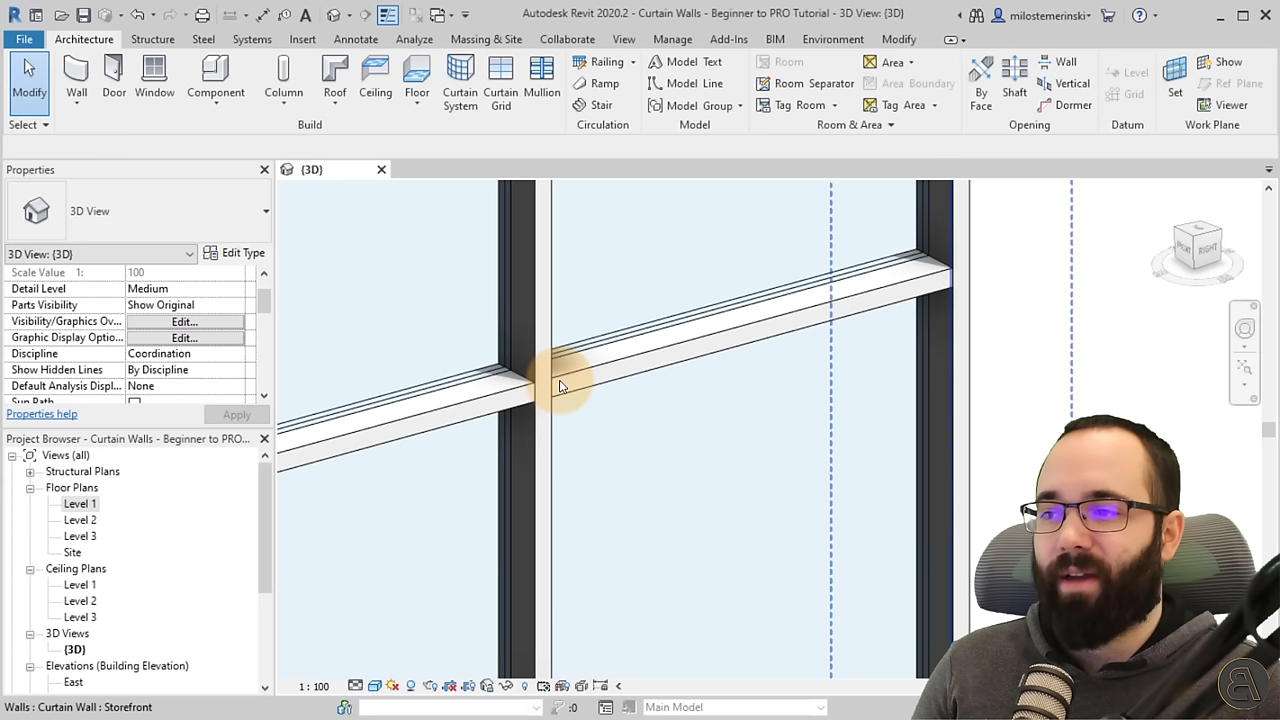 Autodesk Revit 2020.2 - Curtain Walls - Beginner to PRO Tutorial - 3D View: {3D}
milostemerinski
File Architecture Structure Steel Systems Insert Annotate Analyze Massing & Site Collaborate View Manage Add-Ins BIM Environment Modify
Modify Wall Door Window Component Column Roof Ceiling Floor Curtain System Curtain Grid Mullion
Railing Model Text Room Area Wall Level Show
Ramp Model Line Room Separator Area Boundary By Face Shaft Vertical Grid Set Ref Plane
Stair Model Group Tag Room Tag Area Dormer Viewer
Select Build Circulation Model Room & Area Opening Datum Work Plane
Properties
{3D}
3D View
3D View: {3D} Edit Type
Scale Value 1: 100
Detail Level Medium
Parts Visibility Show Original
Visibility/Graphics Ov... Edit...
Graphic Display Optio... Edit...
Discipline Coordination
Show Hidden Lines By Discipline
Default Analysis Displ... None
Sun Path
Properties help Apply
Project Browser - Curtain Walls - Beginner to PRO...
Views (all)
Structural Plans
Floor Plans
Level 1
Level 2
Level 3
Site
Ceiling Plans
Level 1
Level 2
Level 3
3D Views
{3D}
Elevations (Building Elevation)
East
RIGHT
1 : 100
Walls : Curtain Wall : Storefront
:0
Main Model